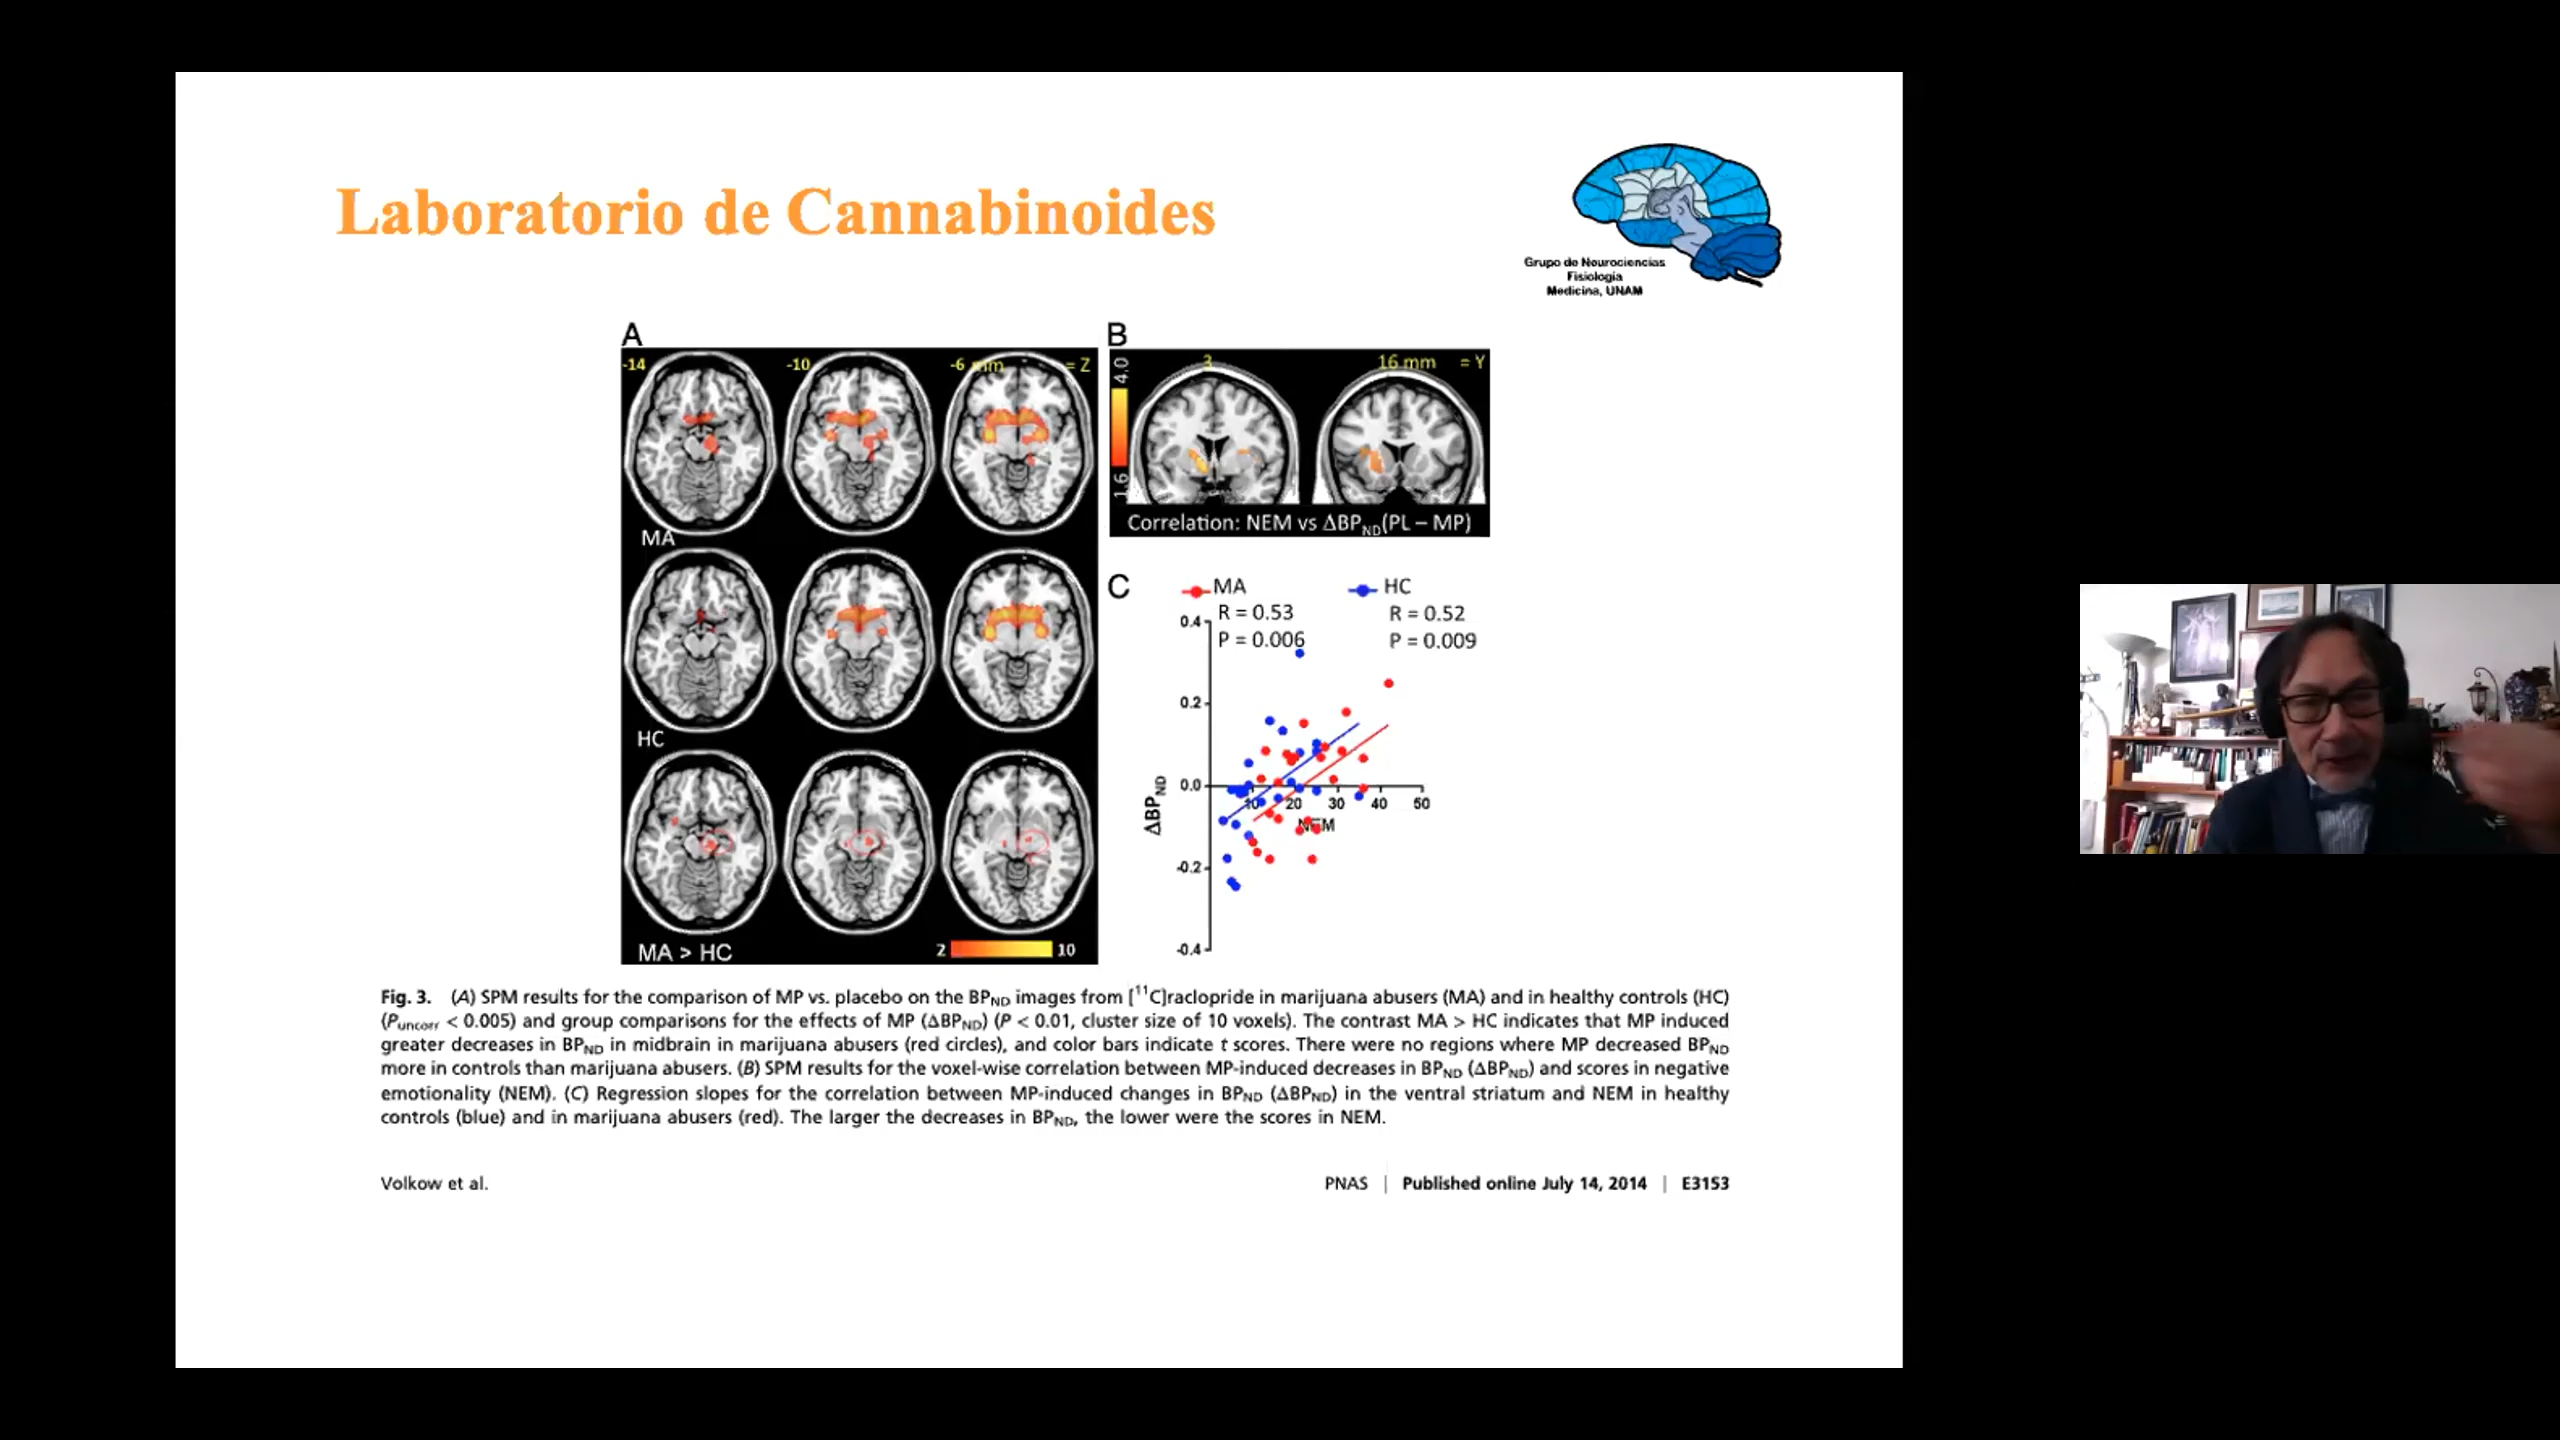 Laboratorio de Cannabinoides
Grupo de Neurociencias
Fisiología
Medicina, UNAM
A
-14 -10 -6 mm = Z
MA
HC
MA > HC 2 10
B
4.0
1.6
3 16 mm = Y
Correlation: NEM vs ΔBPND(PL – MP)
C
MA HC
R = 0.53 R = 0.52
P = 0.006 P = 0.009
0.4
0.2
0.0
-0.2
-0.4
10 20 30 40 50
NEM
ΔBPND
Fig. 3. (A) SPM results for the comparison of MP vs. placebo on the BPND images from [11C]raclopride in marijuana abusers (MA) and in healthy controls (HC)
(Puncorr < 0.005) and group comparisons for the effects of MP (ΔBPND) (P < 0.01, cluster size of 10 voxels). The contrast MA > HC indicates that MP induced
greater decreases in BPND in midbrain in marijuana abusers (red circles), and color bars indicate t scores. There were no regions where MP decreased BPND
more in controls than marijuana abusers. (B) SPM results for the voxel-wise correlation between MP-induced decreases in BPND (ΔBPND) and scores in negative
emotionality (NEM). (C) Regression slopes for the correlation between MP-induced changes in BPND (ΔBPND) in the ventral striatum and NEM in healthy
controls (blue) and in marijuana abusers (red). The larger the decreases in BPND, the lower were the scores in NEM.
Volkow et al.
PNAS | Published online July 14, 2014 | E3153